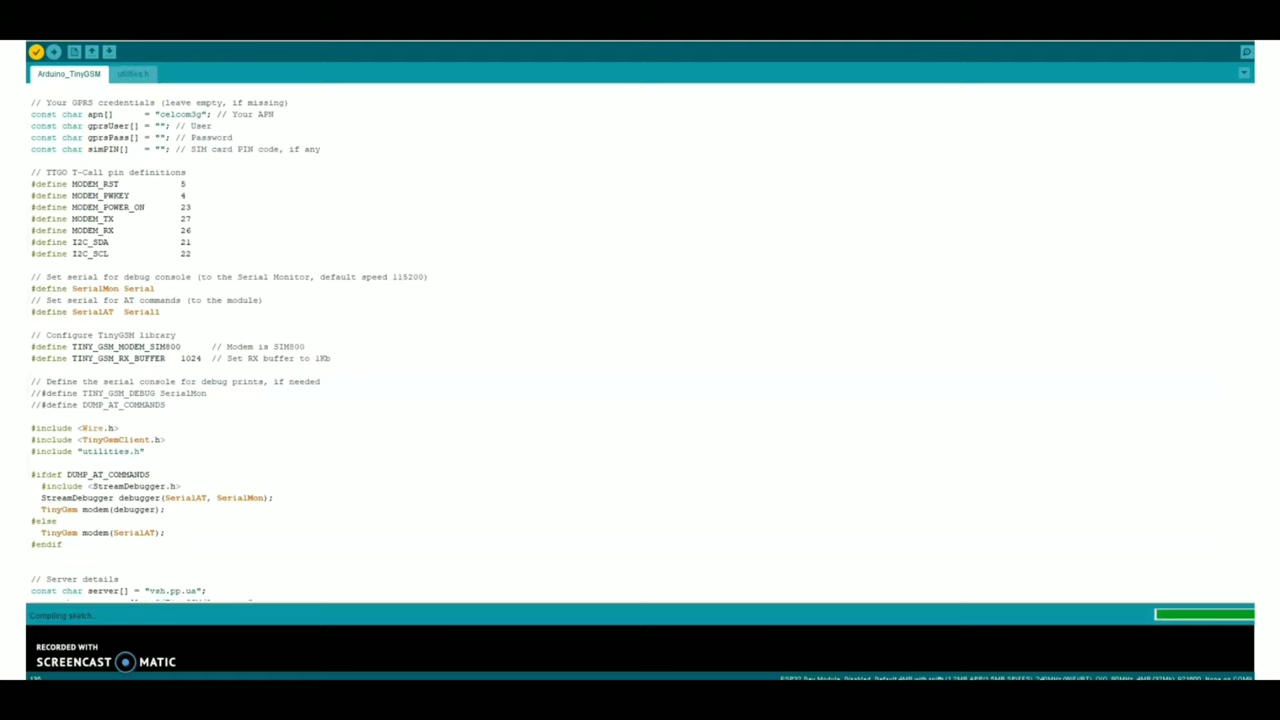 Arduino_TinyGSM
utilities.h
// Your GPRS credentials (leave empty, if missing)
const char apn[]      = "celcom3g"; // Your APN
const char gprsUser[] = ""; // User
const char gprsPass[] = ""; // Password
const char simPIN[]   = ""; // SIM card PIN code, if any
// TTGO T-Call pin definitions
#define MODEM_RST            5
#define MODEM_PWKEY          4
#define MODEM_POWER_ON       23
#define MODEM_TX             27
#define MODEM_RX             26
#define I2C_SDA              21
#define I2C_SCL              22
// Set serial for debug console (to the Serial Monitor, default speed 115200)
#define SerialMon Serial
// Set serial for AT commands (to the module)
#define SerialAT  Serial1
// Configure TinyGSM library
#define TINY_GSM_MODEM_SIM800      // Modem is SIM800
#define TINY_GSM_RX_BUFFER   1024  // Set RX buffer to 1Kb
// Define the serial console for debug prints, if needed
//#define TINY_GSM_DEBUG SerialMon
//#define DUMP_AT_COMMANDS
#include <Wire.h>
#include <TinyGsmClient.h>
#include "utilities.h"
#ifdef DUMP_AT_COMMANDS
  #include <StreamDebugger.h>
  StreamDebugger debugger(SerialAT, SerialMon);
  TinyGsm modem(debugger);
#else
  TinyGsm modem(SerialAT);
#endif
// Server details
const char server[] = "vsh.pp.ua";
Compiling sketch...
RECORDED WITH
SCREENCAST MATIC